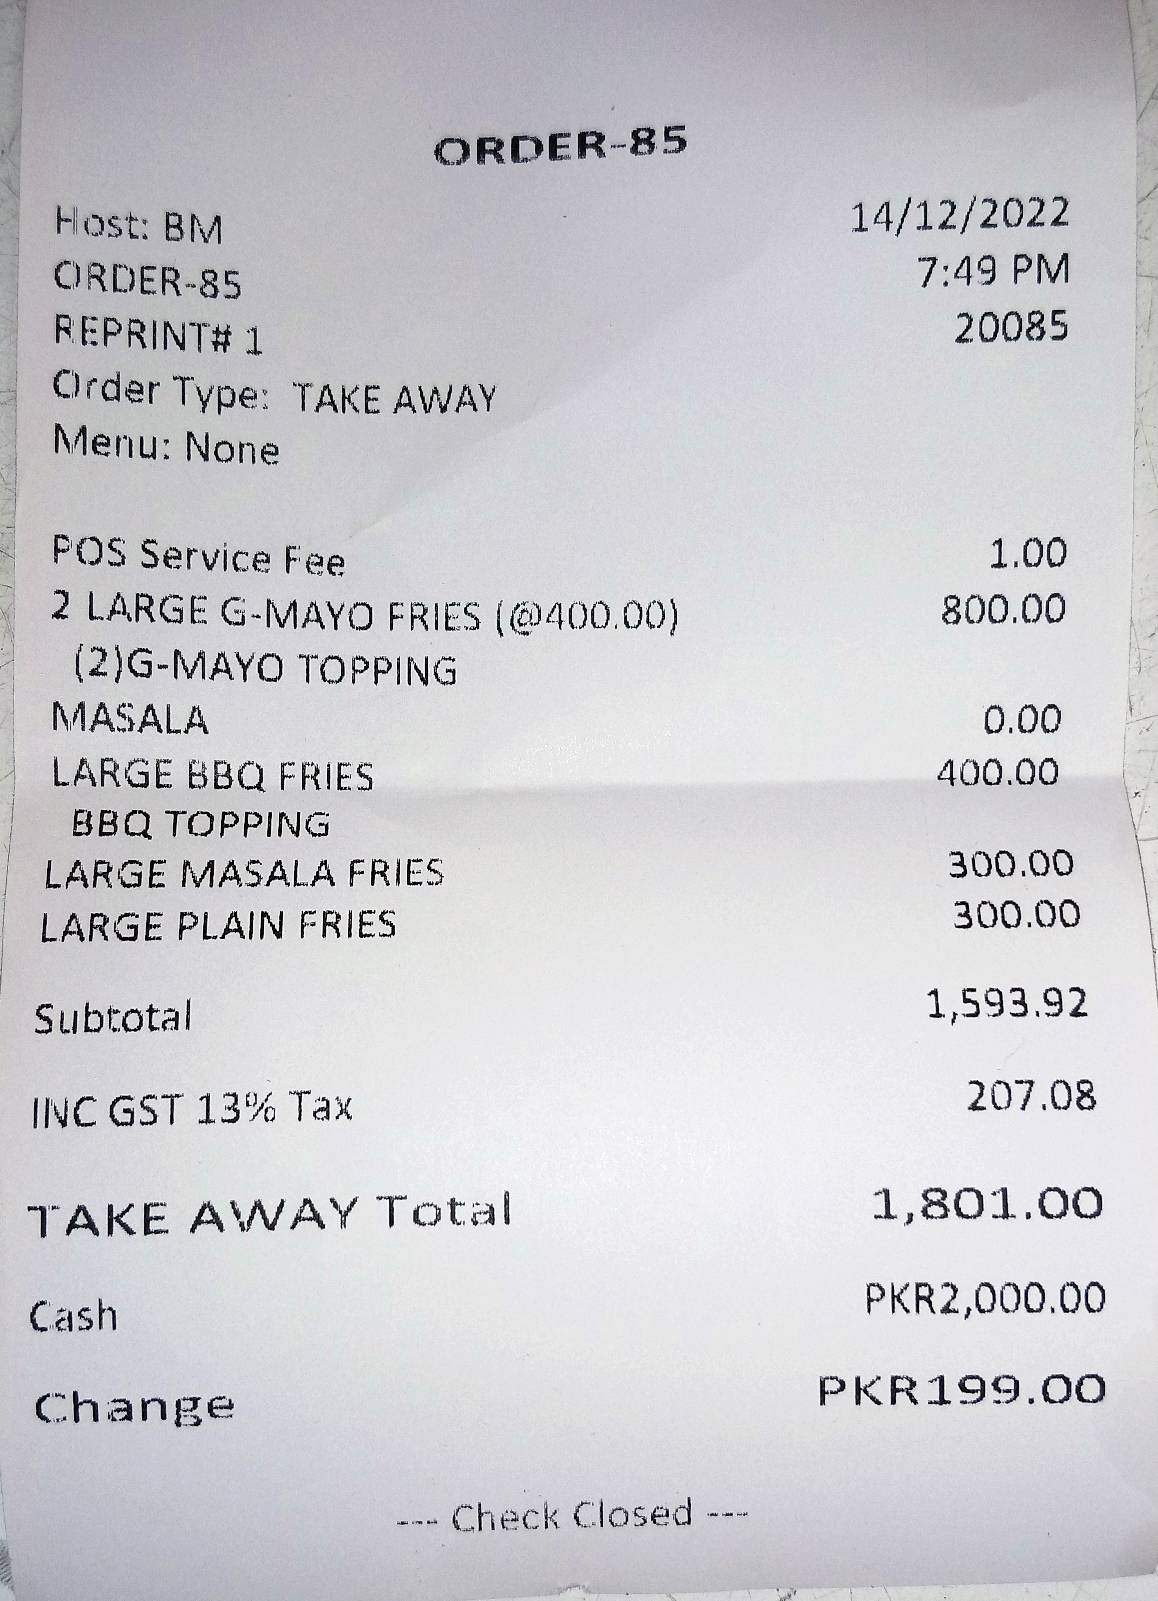 ORDER-85
Host: BM 14/12/2022
ORDER-85 7:49 PM
REPRINT# 1 20085
Order Type: TAKE AWAY
Menu: None
POS Service Fee 1.00
2 LARGE G-MAYO FRIES (@400.00) 800.00
(2)G-MAYO TOPPING
MASALA 0.00
LARGE BBQ FRIES 400.00
BBQ TOPPING
LARGE MASALA FRIES 300.00
LARGE PLAIN FRIES 300.00
Subtotal 1,593.92
INC GST 13% Tax 207.08
TAKE AWAY Total 1,801.00
Cash PKR2,000.00
Change PKR199.00
--- Check Closed ---